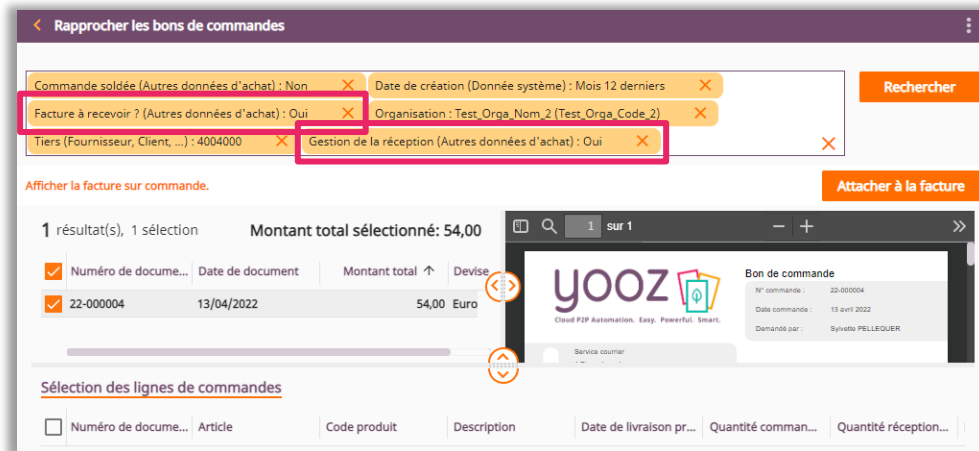 Rapprocher les bons de commandes
Commande soldée (Autres données d'achat) : Non Date de création (Donnée système) : Mois 12 derniers
Rechercher
Facture à recevoir ? (Autres données d'achat) : Oui Organisation : Test_Orga_Nom_2 (Test_Orga_Code_2)
Tiers (Fournisseur, Client, ...) : 4004000 Gestion de la réception (Autres données d'achat) : Oui
Afficher la facture sur commande.
Attacher à la facture
1 résultat(s), 1 sélection Montant total sélectionné: 54,00
Numéro de docume... Date de document Montant total Devise
22-000004 13/04/2022 54,00 Euro
1 sur 1
yooz
Cloud P2P Automation. Easy. Powerful. Smart.
Bon de commande
N° commande : 22-000004
Date commande : 13 avril 2022
Demandé par : Sylvette PELLEQUER
Service courrier
Sélection des lignes de commandes
Numéro de docume... Article Code produit Description Date de livraison pr... Quantité comman... Quantité réception...